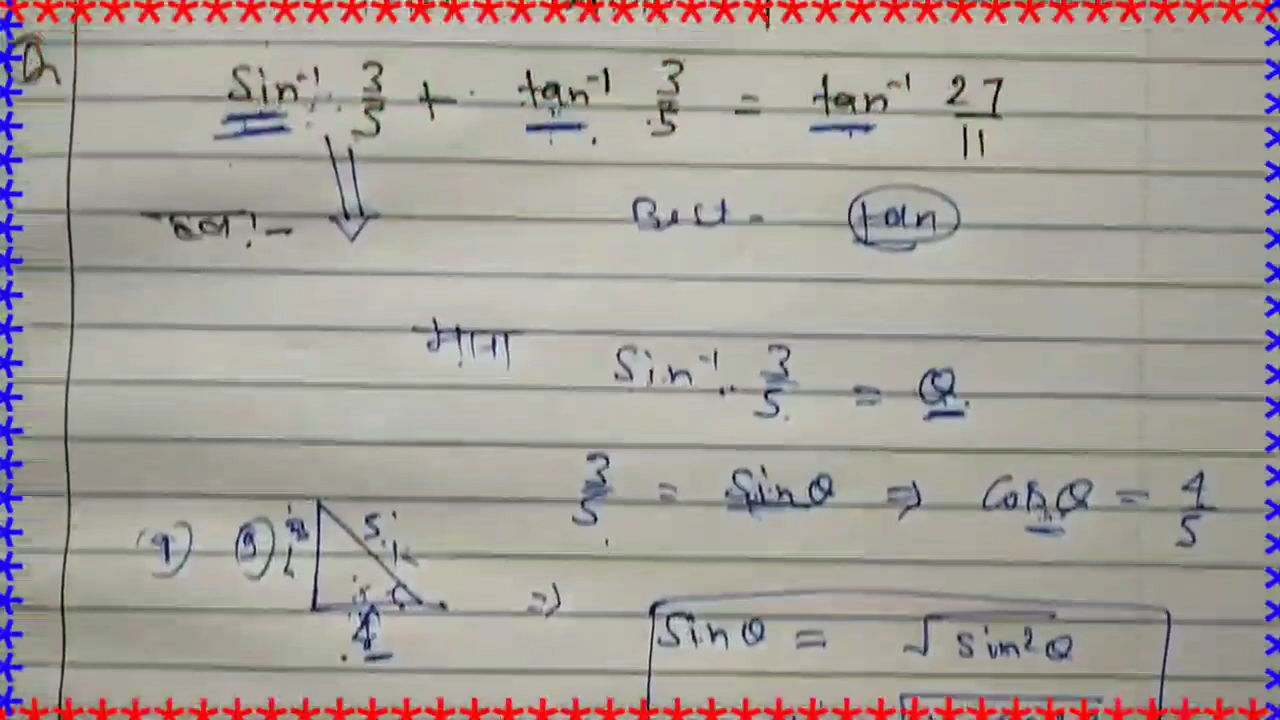 Sin⁻¹ 3/5 + tan⁻¹ 3/5 = tan⁻¹ 27/11
हल:- tan
माना Sin⁻¹ 3/5 = θ
3/5 = Sinθ ⇒ Cosθ = 4/5
3 5 ⇒
4 Sinθ = √Sin²θ